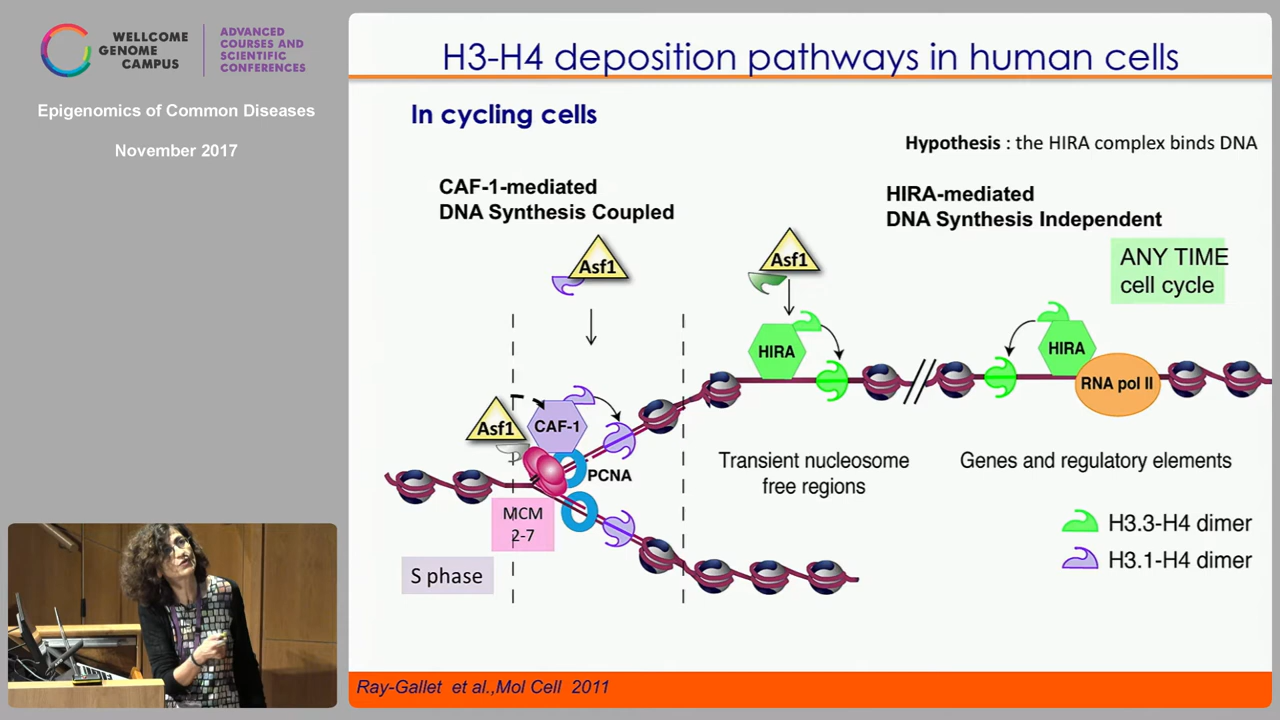 WELLCOME
GENOME
CAMPUS
ADVANCED
COURSES AND
SCIENTIFIC
CONFERENCES
Epigenomics of Common Diseases
November 2017
H3-H4 deposition pathways in human cells
In cycling cells
Hypothesis : the HIRA complex binds DNA
CAF-1-mediated
DNA Synthesis Coupled
HIRA-mediated
DNA Synthesis Independent
ANY TIME
cell cycle
Asf1
Asf1
HIRA
HIRA
RNA pol II
Asf1
CAF-1
PCNA
MCM
2-7
S phase
Transient nucleosome
free regions
Genes and regulatory elements
H3.3-H4 dimer
H3.1-H4 dimer
Ray-Gallet et al.,Mol Cell 2011